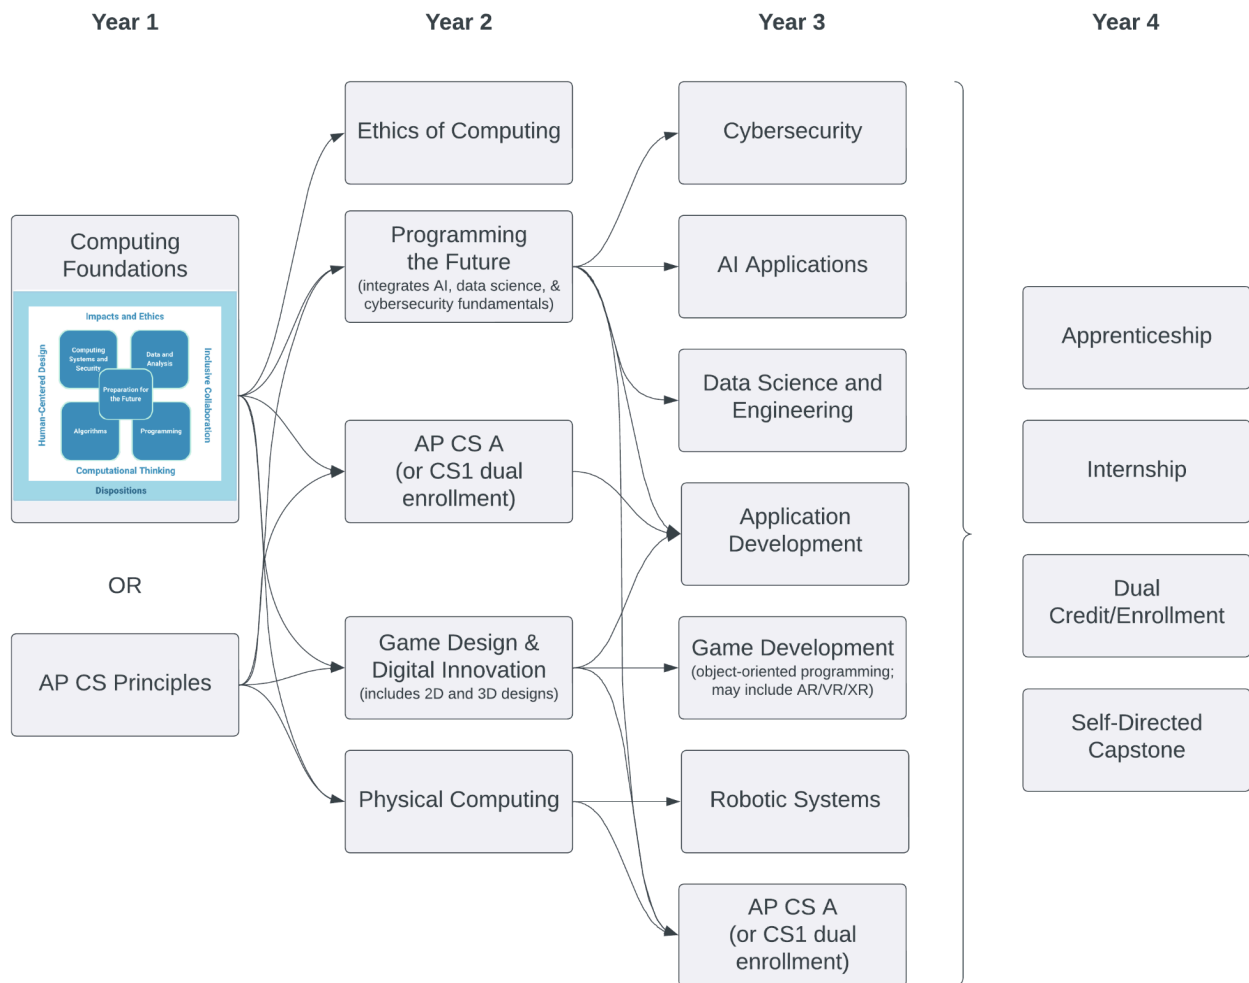 Year 1
Year 2
Year 3
Year 4
Computing
Foundations
Impacts and Ethics
Human-Centered Design
Computing
Systems and
Security
Data and
Analysis
Preparation for
the Future
Algorithms
Programming
Inclusive Collaboration
Computational Thinking
Dispositions
OR
AP CS Principles
Ethics of Computing
Programming
the Future
(integrates AI, data science, &
cybersecurity fundamentals)
AP CS A
(or CS1 dual
enrollment)
Game Design &
Digital Innovation
(includes 2D and 3D designs)
Physical Computing
Cybersecurity
AI Applications
Data Science and
Engineering
Application
Development
Game Development
(object-oriented programming;
may include AR/VR/XR)
Robotic Systems
AP CS A
(or CS1 dual
enrollment)
Apprenticeship
Internship
Dual
Credit/Enrollment
Self-Directed
Capstone